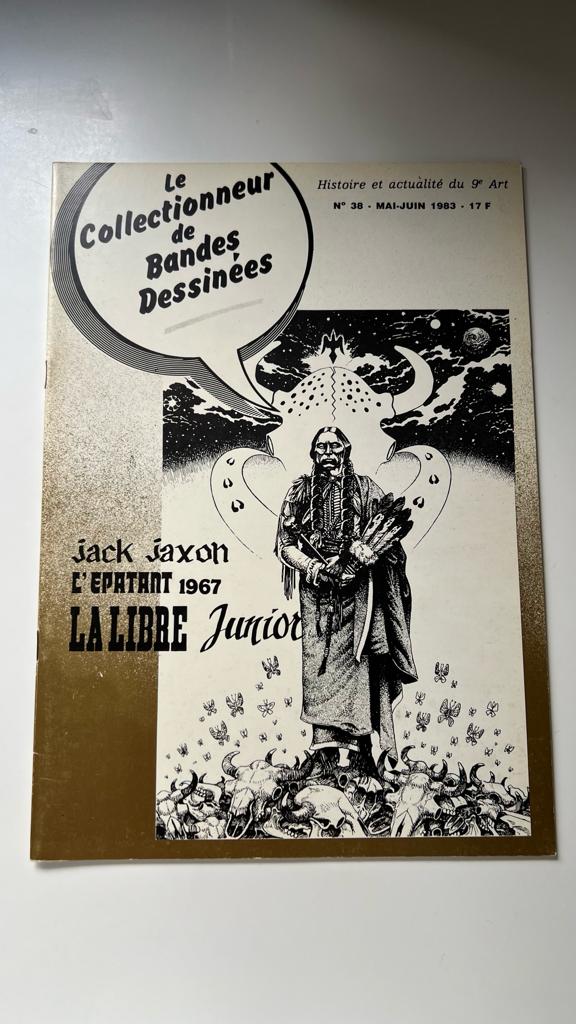 Le
Collectionneur
de
Bandes
Dessinées
Histoire et actualité du 9e Art
N° 38 - MAI-JUIN 1983 - 17 F
jack jaxon
L'EPATANT 1967
LA LIBRE Junior